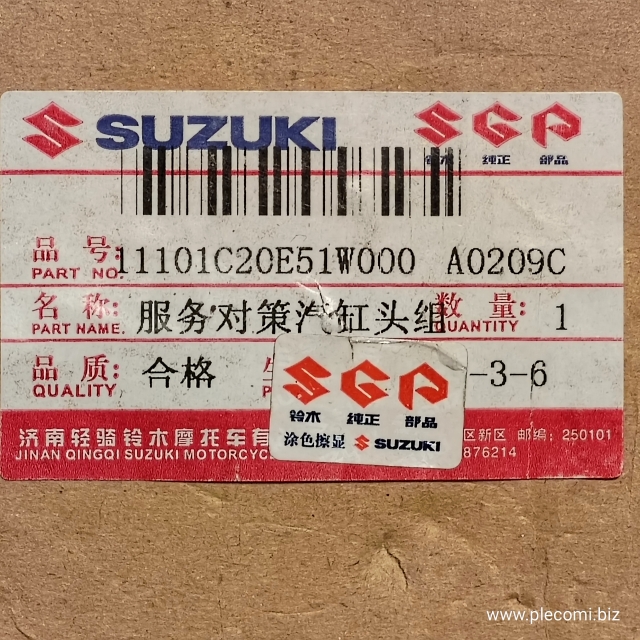 SUZUKI SGP
铃木 纯正 部品
品 号: 11101C20E51W000 A0209C
PART NO.
名 称: 服务对策汽缸头组 数 量: 1
PART NAME. QUANTITY
品 质: 合格 -3-6
QUALITY
SGP
铃木 纯正 部品
涂色擦显 SUZUKI
济南轻骑铃木摩托车有 区新区 邮编: 250101
JINAN QINGQI SUZUKI MOTORCYC 876214
www.plecomi.biz